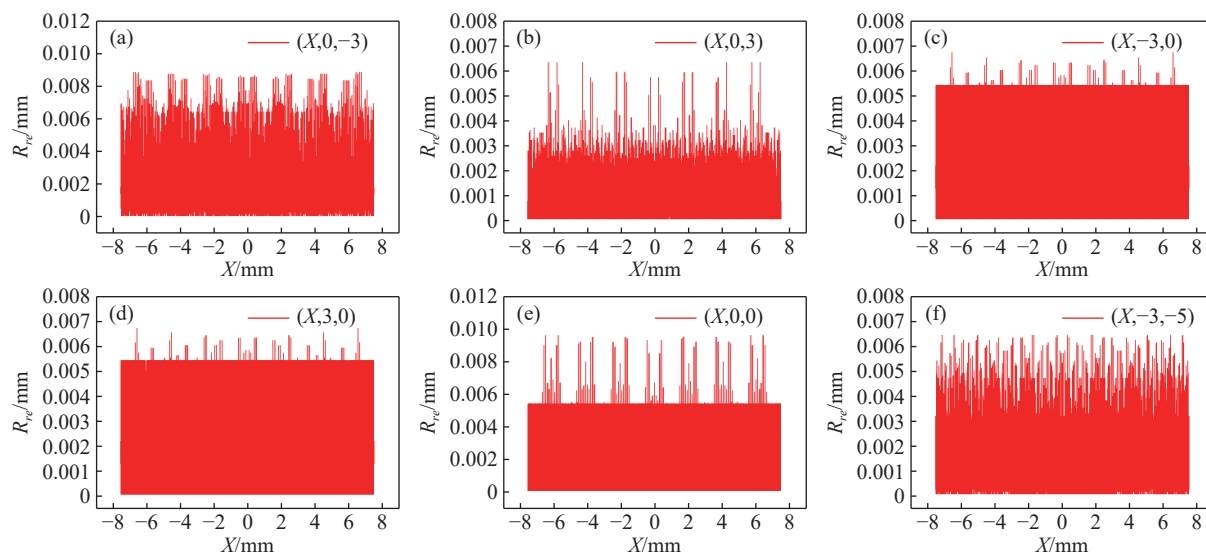 (a)
(X,0,−3)
R_re/mm
0.012
0.010
0.008
0.006
0.004
0.002
0
−8 −6 −4 −2 0 2 4 6 8
X/mm
(b)
(X,0,3)
R_re/mm
0.008
0.007
0.006
0.005
0.004
0.003
0.002
0.001
0
−8 −6 −4 −2 0 2 4 6 8
X/mm
(c)
(X,−3,0)
R_re/mm
0.008
0.007
0.006
0.005
0.004
0.003
0.002
0.001
0
−8 −6 −4 −2 0 2 4 6 8
X/mm
(d)
(X,3,0)
R_re/mm
0.008
0.007
0.006
0.005
0.004
0.003
0.002
0.001
0
−8 −6 −4 −2 0 2 4 6 8
X/mm
(e)
(X,0,0)
R_re/mm
0.012
0.010
0.008
0.006
0.004
0.002
0
−8 −6 −4 −2 0 2 4 6 8
X/mm
(f)
(X,−3,−5)
R_re/mm
0.008
0.007
0.006
0.005
0.004
0.003
0.002
0.001
0
−8 −6 −4 −2 0 2 4 6 8
X/mm